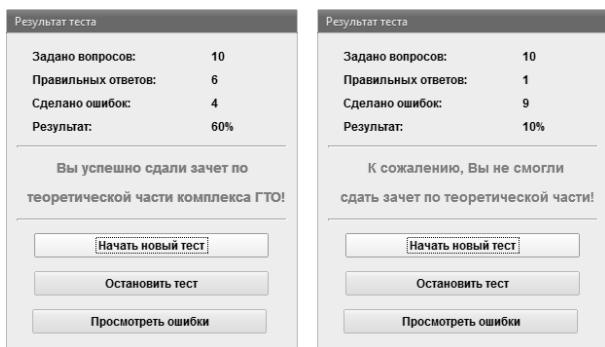 Результат теста
Задано вопросов: 10
Правильных ответов: 6
Сделано ошибок: 4
Результат: 60%
Вы успешно сдали зачет по
теоретической части комплекса ГТО!
Начать новый тест
Остановить тест
Просмотреть ошибки
Результат теста
Задано вопросов: 10
Правильных ответов: 1
Сделано ошибок: 9
Результат: 10%
К сожалению, Вы не смогли
сдать зачет по теоретической части!
Начать новый тест
Остановить тест
Просмотреть ошибки